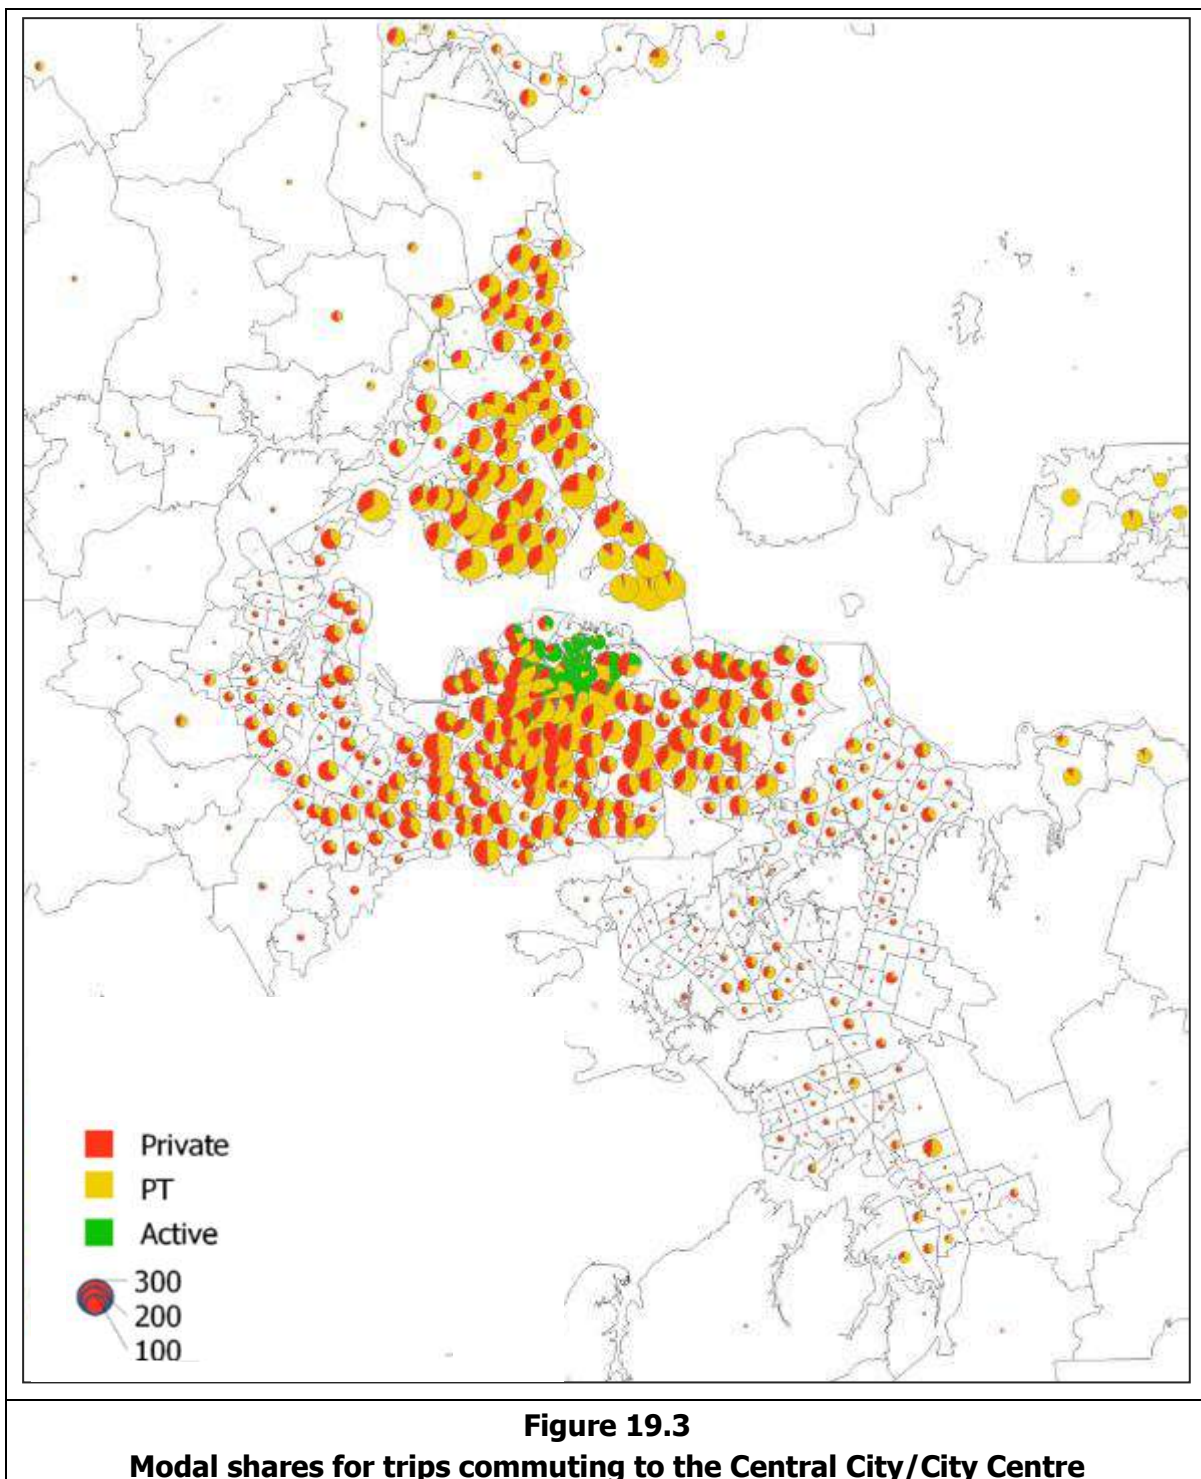 Private
PT
Active
300
200
100
Figure 19.3
Modal shares for trips commuting to the Central City/City Centre